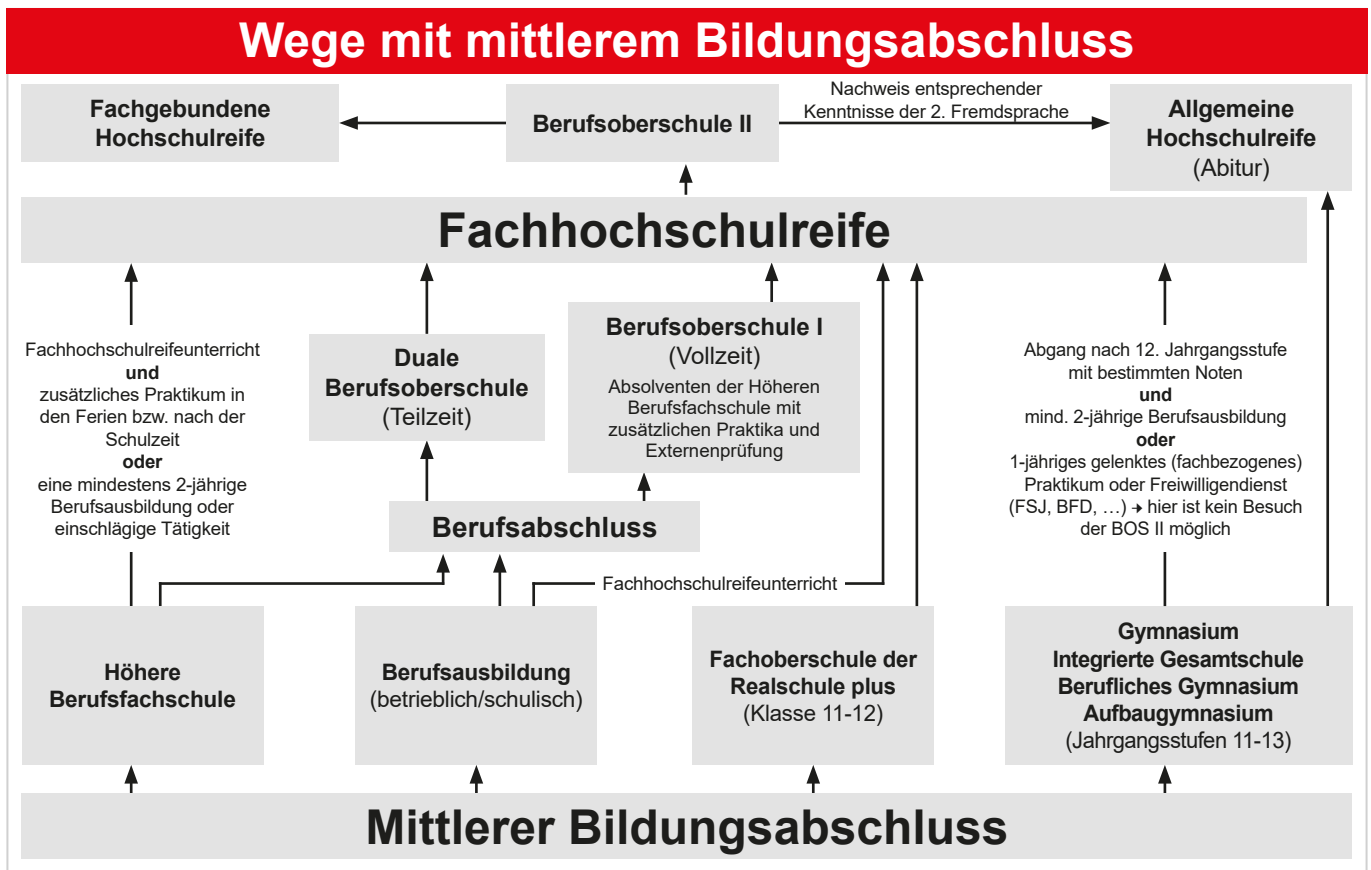 Wege mit mittlerem Bildungsabschluss
Fachgebundene
Hochschulreife
Berufsoberschule II
Nachweis entsprechender
Kenntnisse der 2. Fremdsprache
Allgemeine
Hochschulreife
(Abitur)
Fachhochschulreife
Fachhochschulreifeunterricht
und
zusätzliches Praktikum in
den Ferien bzw. nach der
Schulzeit
oder
eine mindestens 2-jährige
Berufsausbildung oder
einschlägige Tätigkeit
Duale
Berufsoberschule
(Teilzeit)
Berufsoberschule I
(Vollzeit)
Absolventen der Höheren
Berufsfachschule mit
zusätzlichen Praktika und
Externenprüfung
Abgang nach 12. Jahrgangsstufe
mit bestimmten Noten
und
mind. 2-jährige Berufsausbildung
oder
1-jähriges gelenktes (fachbezogenes)
Praktikum oder Freiwilligendienst
(FSJ, BFD, …) → hier ist kein Besuch
der BOS II möglich
Berufsabschluss
Fachhochschulreifeunterricht
Höhere
Berufsfachschule
Berufsausbildung
(betrieblich/schulisch)
Fachoberschule der
Realschule plus
(Klasse 11-12)
Gymnasium
Integrierte Gesamtschule
Berufliches Gymnasium
Aufbaugymnasium
(Jahrgangsstufen 11-13)
Mittlerer Bildungsabschluss